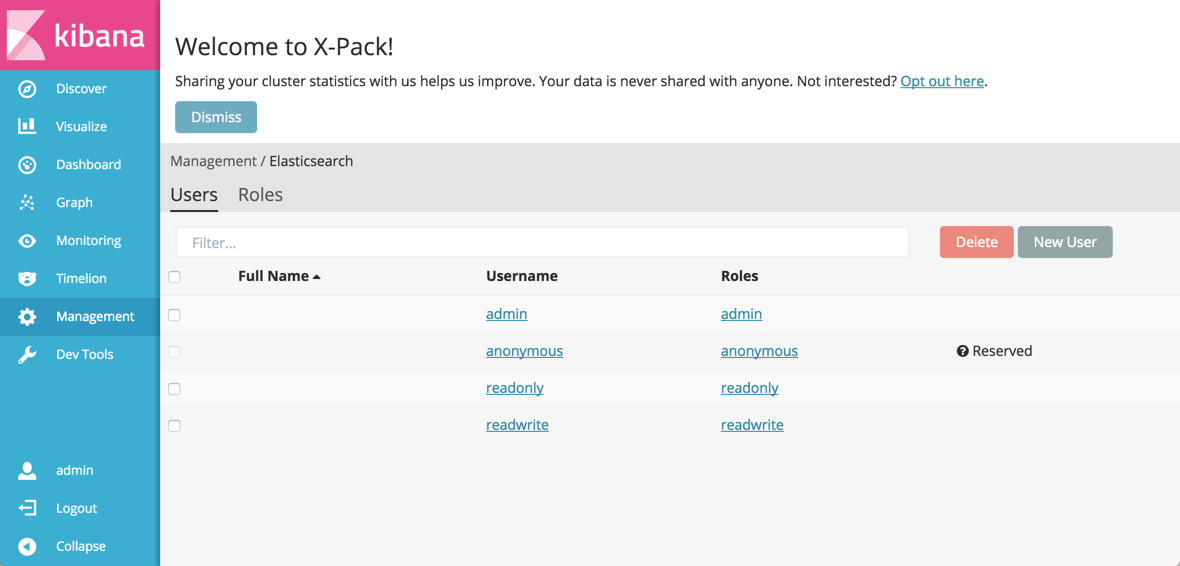 kibana
Discover
Visualize
Dashboard
Graph
Monitoring
Timelion
Management
Dev Tools
admin
Logout
Collapse
Welcome to X-Pack!
Sharing your cluster statistics with us helps us improve. Your data is never shared with anyone. Not interested? Opt out here.
Dismiss
Management / Elasticsearch
Users Roles
Filter... Delete New User
Full Name Username Roles
admin admin
anonymous anonymous Reserved
readonly readonly
readwrite readwrite